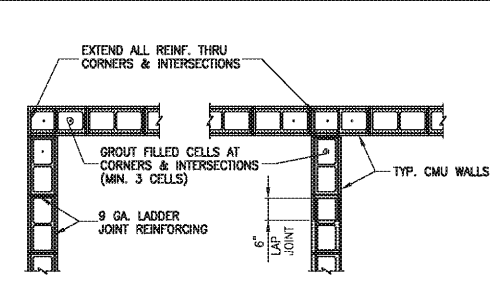 EXTEND ALL REINF. THRU
CORNERS & INTERSECTIONS
GROUT FILLED CELLS AT
CORNERS & INTERSECTIONS
(MIN. 3 CELLS)
TYP. CMU WALLS
9 GA. LADDER
JOINT REINFORCING
6"
LAP
JOINT